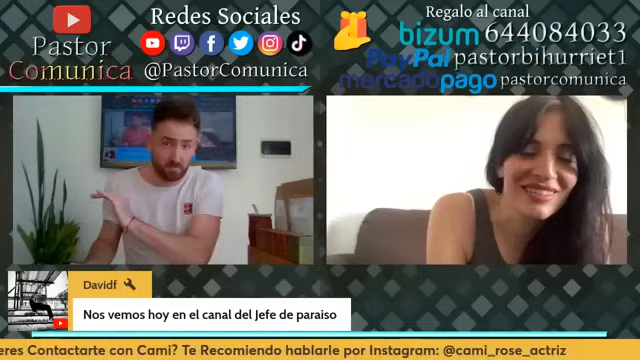 Pastor
Comunica
Redes Sociales
@PastorComunica
Regalo al canal
bizum 644084033
PayPal pastorbihurriet1
mercado pago pastorcomunica
Davidf
Nos vemos hoy en el canal del Jefe de paraiso
eres Contactarte con Cami? Te Recomiendo hablarle por Instagram: @cami_rose_actriz